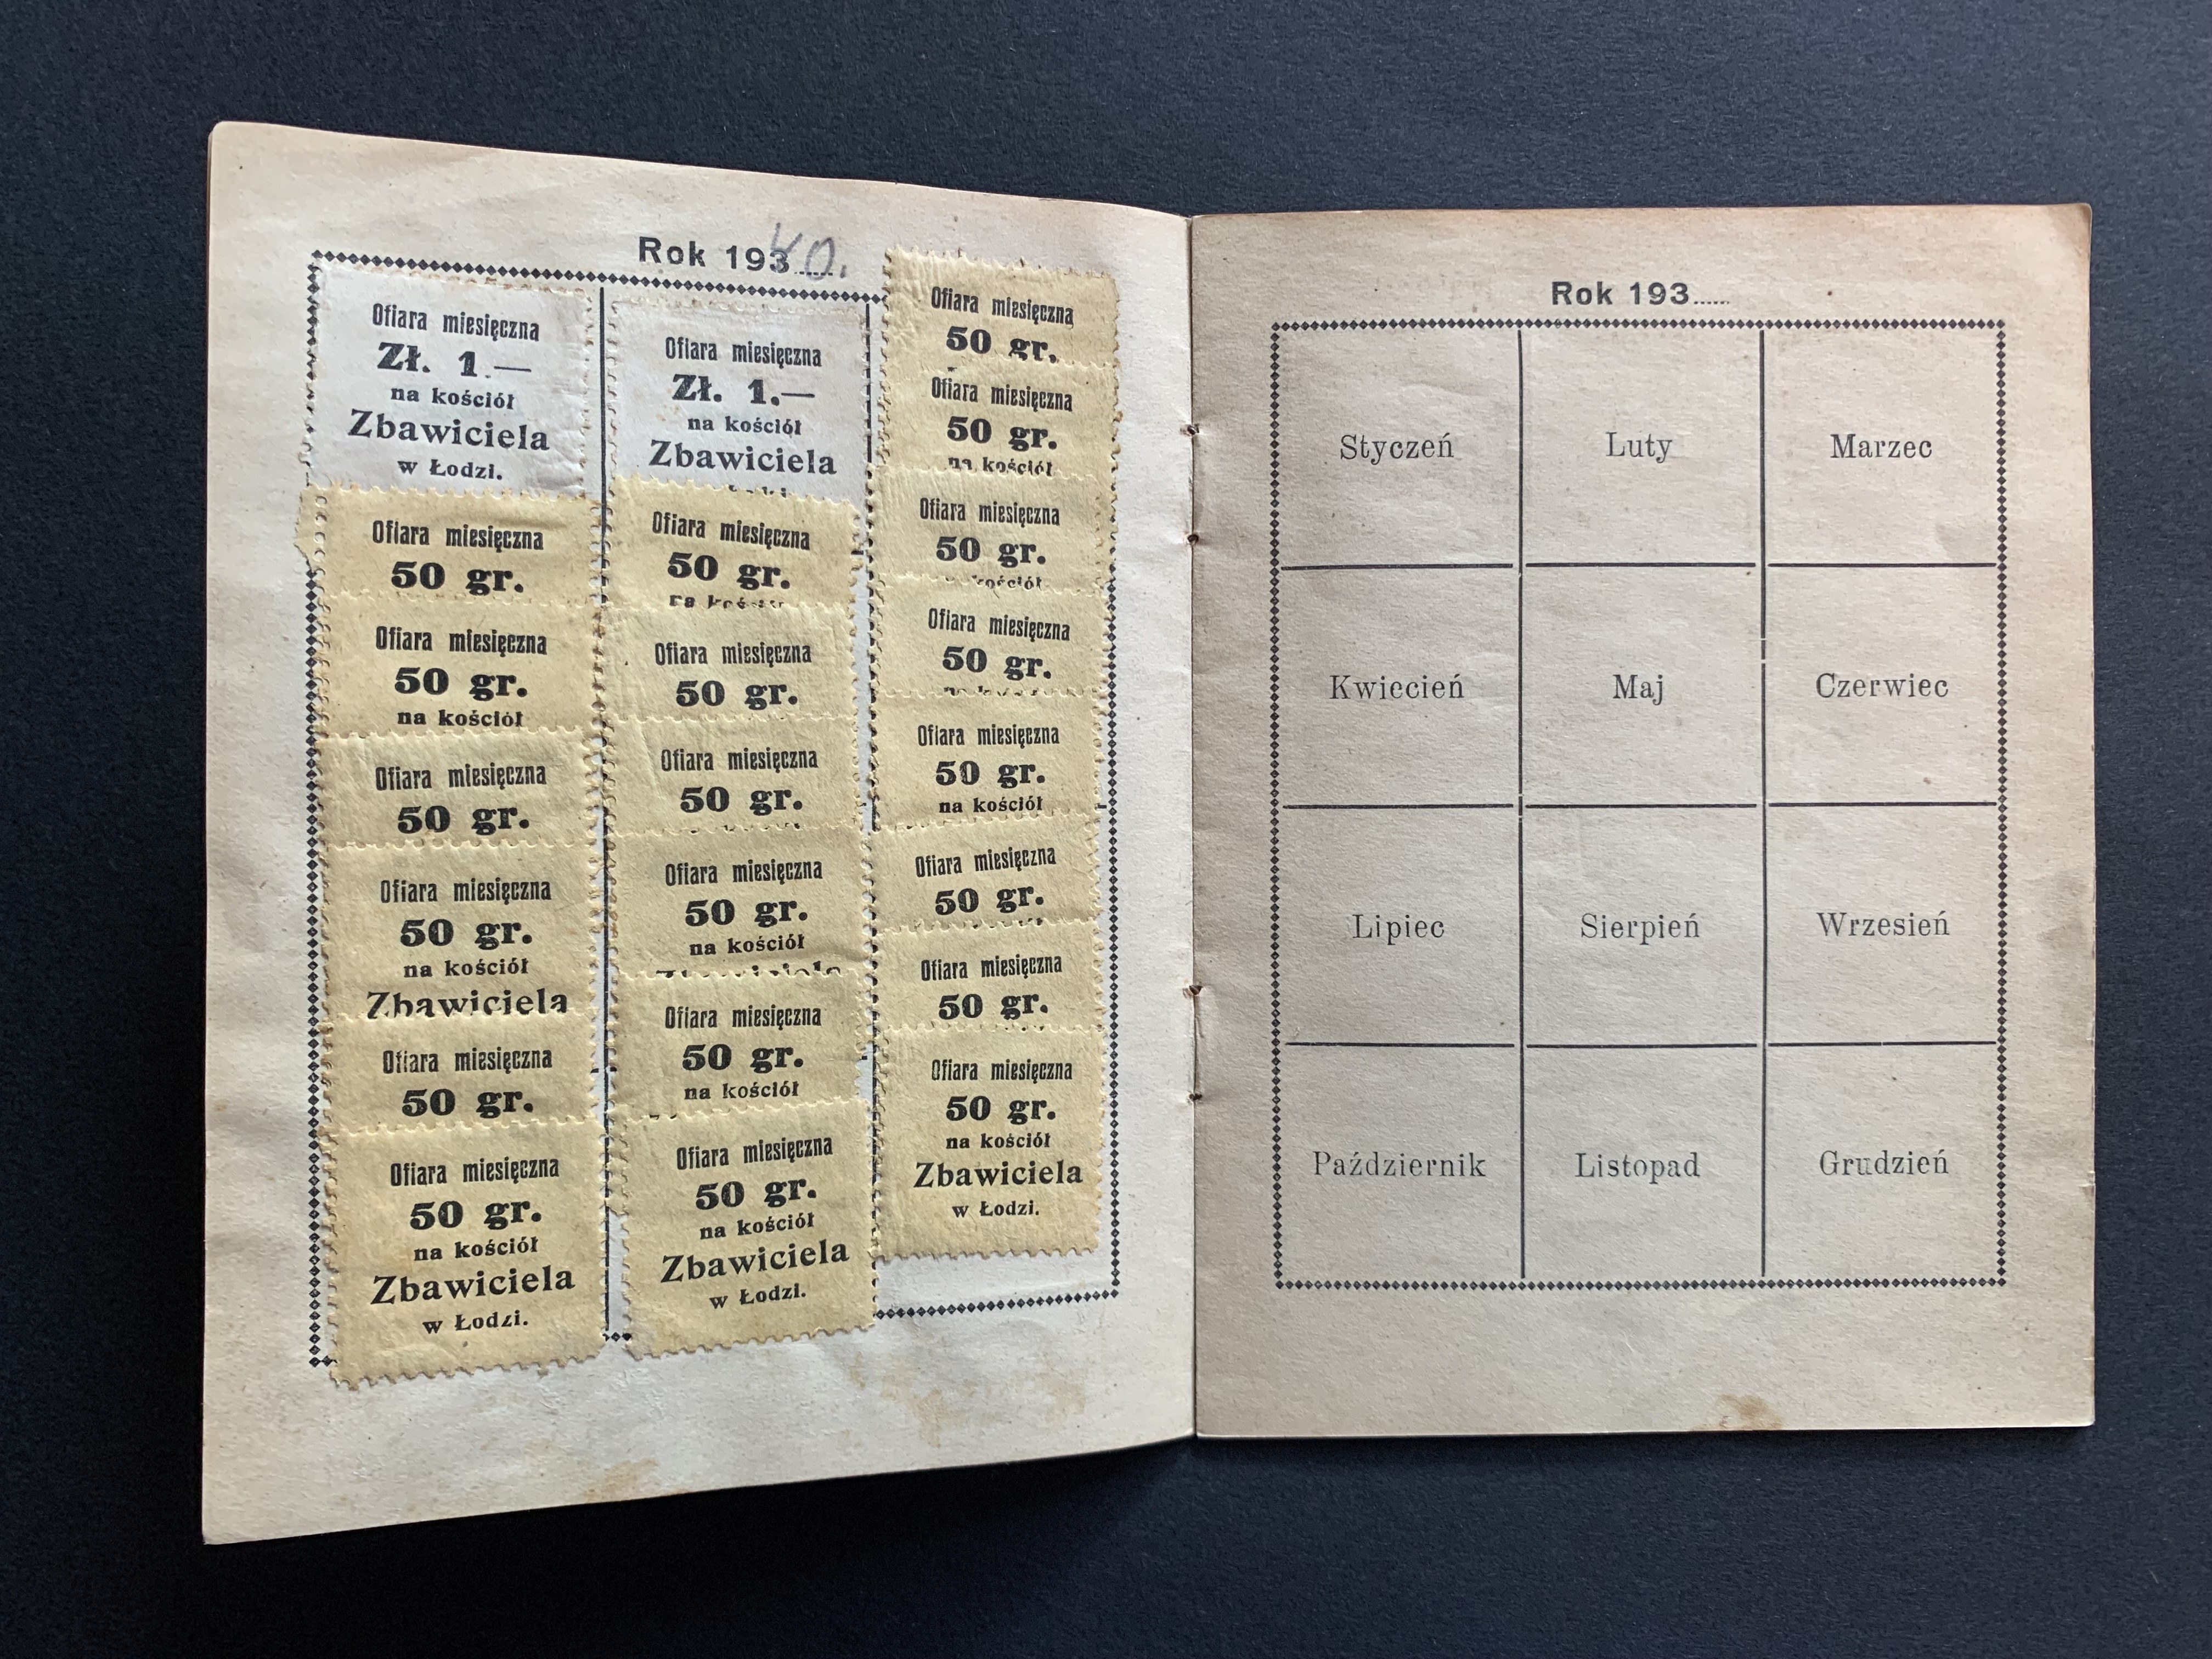 Rok 1940.
Ofiara miesięczna
Zł. 1.—
na kościół
Zbawiciela
w Łodzi.
Ofiara miesięczna
50 gr.
Ofiara miesięczna
50 gr.
na kościół
Ofiara miesięczna
50 gr.
Ofiara miesięczna
50 gr.
na kościół
Zbawiciela
Ofiara miesięczna
50 gr.
Ofiara miesięczna
50 gr.
na kościół
Zbawiciela
w Łodzi.
Ofiara miesięczna
Zł. 1.—
na kościół
Zbawiciela
Ofiara miesięczna
50 gr.
na kościół
Ofiara miesięczna
50 gr.
Ofiara miesięczna
50 gr.
Ofiara miesięczna
50 gr.
na kościół
Zbawiciela
Ofiara miesięczna
50 gr.
na kościół
Ofiara miesięczna
50 gr.
na kościół
Zbawiciela
w Łodzi.
Ofiara miesięczna
50 gr.
Ofiara miesięczna
50 gr.
na kościół
Ofiara miesięczna
50 gr.
kościół
Ofiara miesięczna
50 gr.
Ofiara miesięczna
50 gr.
na kościół
Ofiara miesięczna
50 gr.
Ofiara miesięczna
50 gr.
Ofiara miesięczna
50 gr.
na kościół
Zbawiciela
w Łodzi.
Rok 193......
Styczeń Luty Marzec
Kwiecień Maj Czerwiec
Lipiec Sierpień Wrzesień
Październik Listopad Grudzień